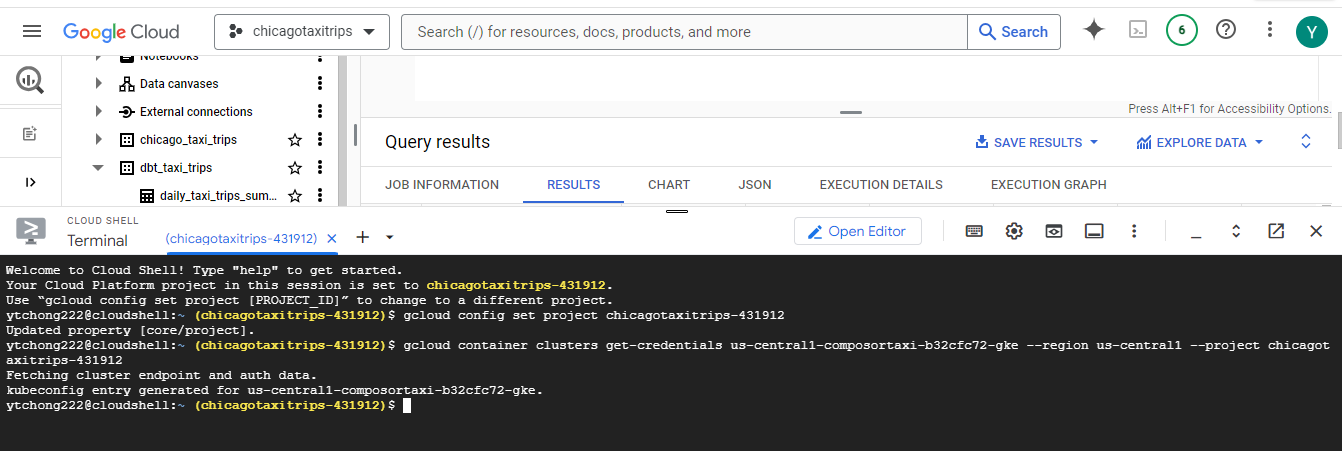 Google Cloud
chicagotaxitrips
Search (/) for resources, docs, products, and more
Search
6
Y
Notebooks
Data canvases
External connections
chicago_taxi_trips
dbt_taxi_trips
daily_taxi_trips_sum...
Press Alt+F1 for Accessibility Options.
Query results
SAVE RESULTS
EXPLORE DATA
JOB INFORMATION
RESULTS
CHART
JSON
EXECUTION DETAILS
EXECUTION GRAPH
CLOUD SHELL
Terminal
(chicagotaxitrips-431912)
Open Editor
Welcome to Cloud Shell! Type "help" to get started.
Your Cloud Platform project in this session is set to chicagotaxitrips-431912.
Use “gcloud config set project [PROJECT_ID]” to change to a different project.
ytchong222@cloudshell:~ (chicagotaxitrips-431912)$ gcloud config set project chicagotaxitrips-431912
Updated property [core/project].
ytchong222@cloudshell:~ (chicagotaxitrips-431912)$ gcloud container clusters get-credentials us-central1-composortaxi-b32cfc72-gke --region us-central1 --project chicagot
axitrips-431912
Fetching cluster endpoint and auth data.
kubeconfig entry generated for us-central1-composortaxi-b32cfc72-gke.
ytchong222@cloudshell:~ (chicagotaxitrips-431912)$